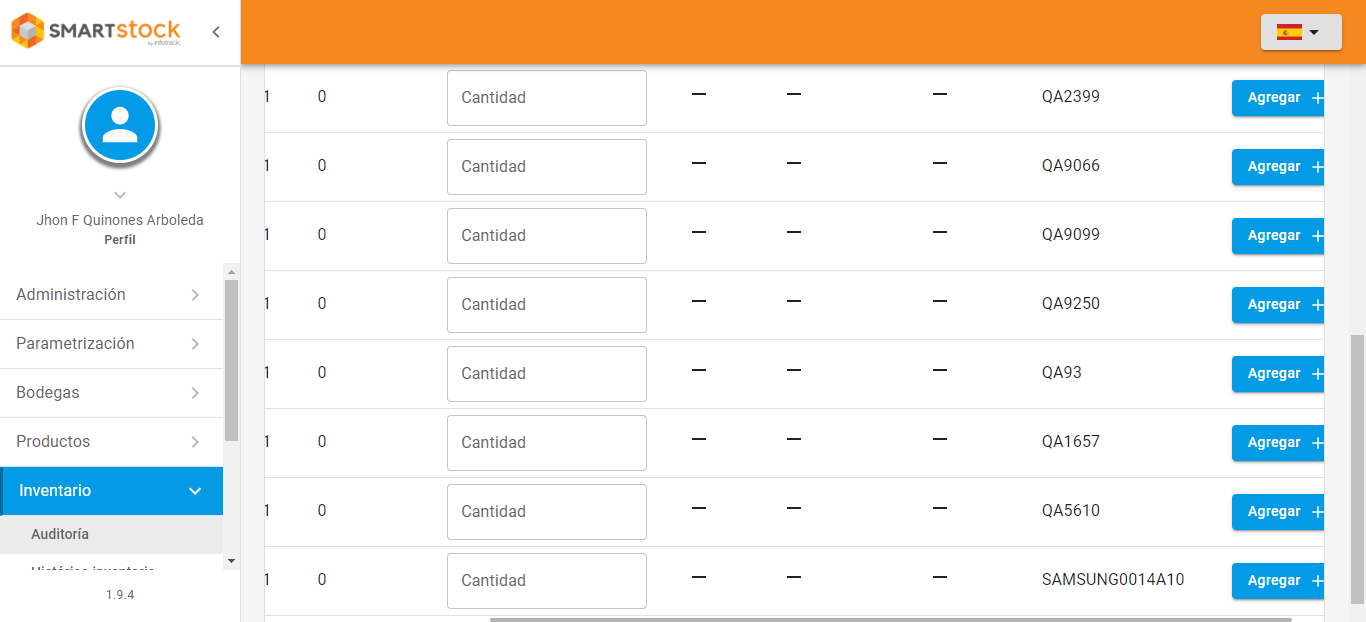 SMARTstock
by infotrack.
Jhon F Quinones Arboleda
Perfil
Administración
Parametrización
Bodegas
Productos
Inventario
Auditoría
Histórico inventario
1.9.4
1 0 Cantidad — — — QA2399 Agregar +
1 0 Cantidad — — — QA9066 Agregar +
1 0 Cantidad — — — QA9099 Agregar +
1 0 Cantidad — — — QA9250 Agregar +
1 0 Cantidad — — — QA93 Agregar +
1 0 Cantidad — — — QA1657 Agregar +
1 0 Cantidad — — — QA5610 Agregar +
1 0 Cantidad — — — SAMSUNG0014A10 Agregar +